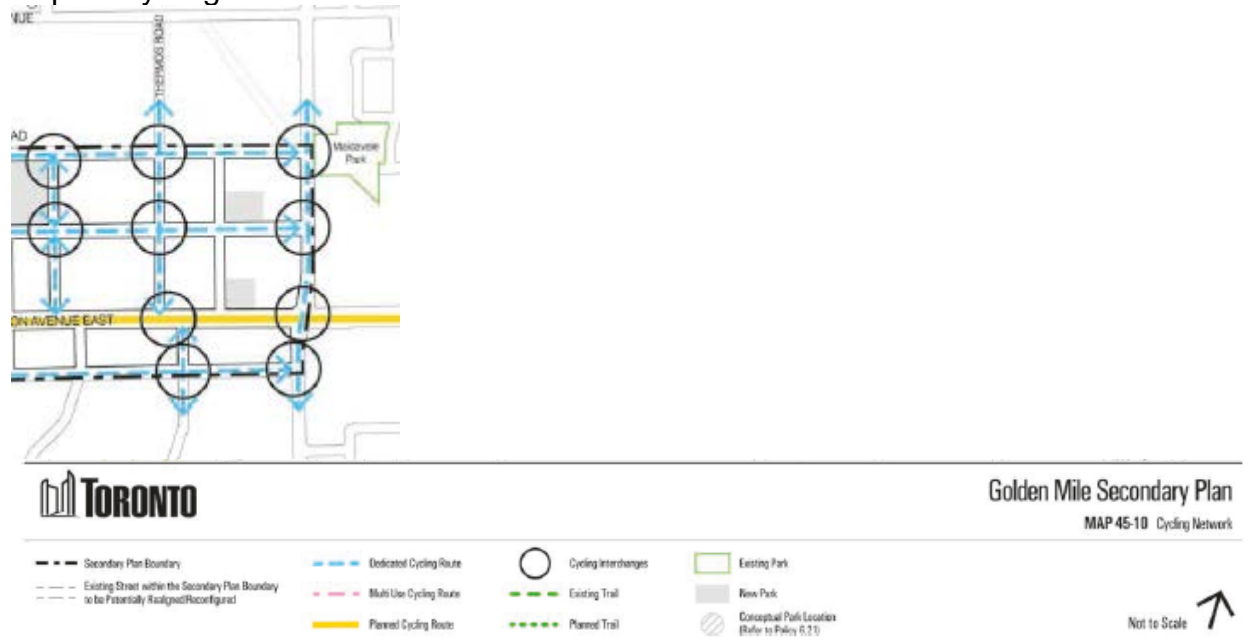 THERMOS ROAD
Maidavale
Park
ON AVENUE EAST
TORONTO
Golden Mile Secondary Plan
MAP 45-10 Cycling Network
Secondary Plan Boundary
Existing Street within the Secondary Plan Boundary
to be Potentially Realigned/Reconfigured
Dedicated Cycling Route
Multi Use Cycling Route
Planned Cycling Route
Cycling Interchanges
Existing Trail
Planned Trail
Existing Park
New Park
Conceptual Park Location
(Refer to Policy 6.21)
Not to Scale